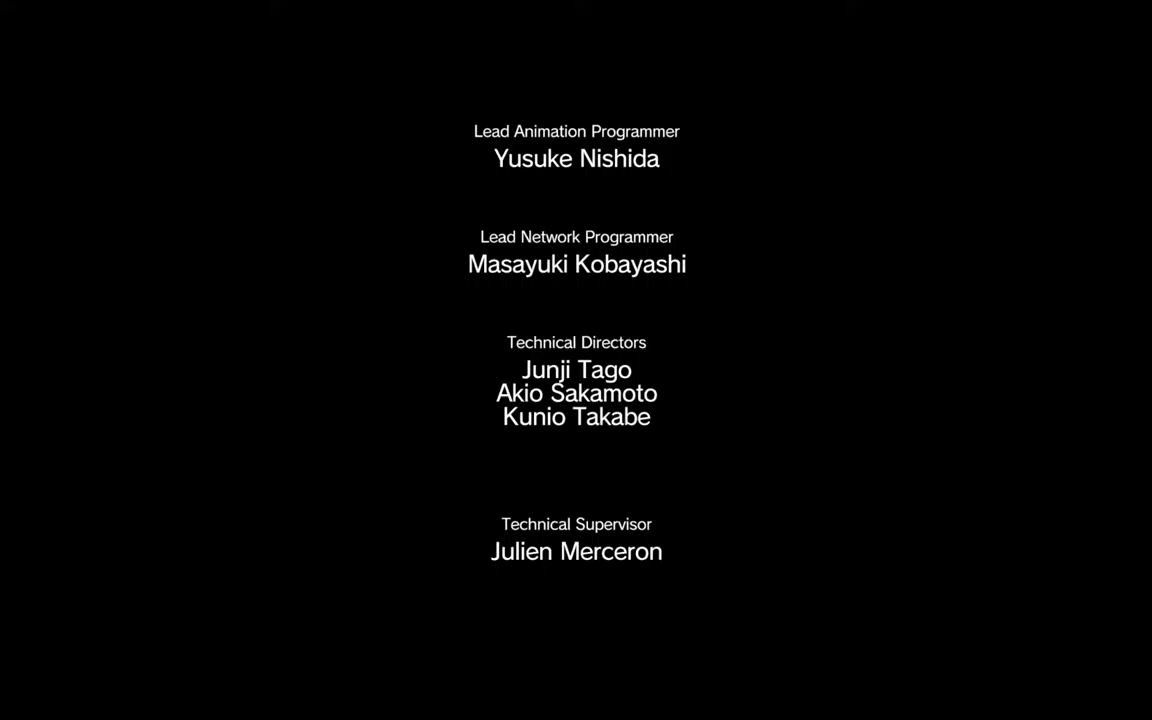 Lead Animation Programmer
Yusuke Nishida
Lead Network Programmer
Masayuki Kobayashi
Technical Directors
Junji Tago
Akio Sakamoto
Kunio Takabe
Technical Supervisor
Julien Merceron